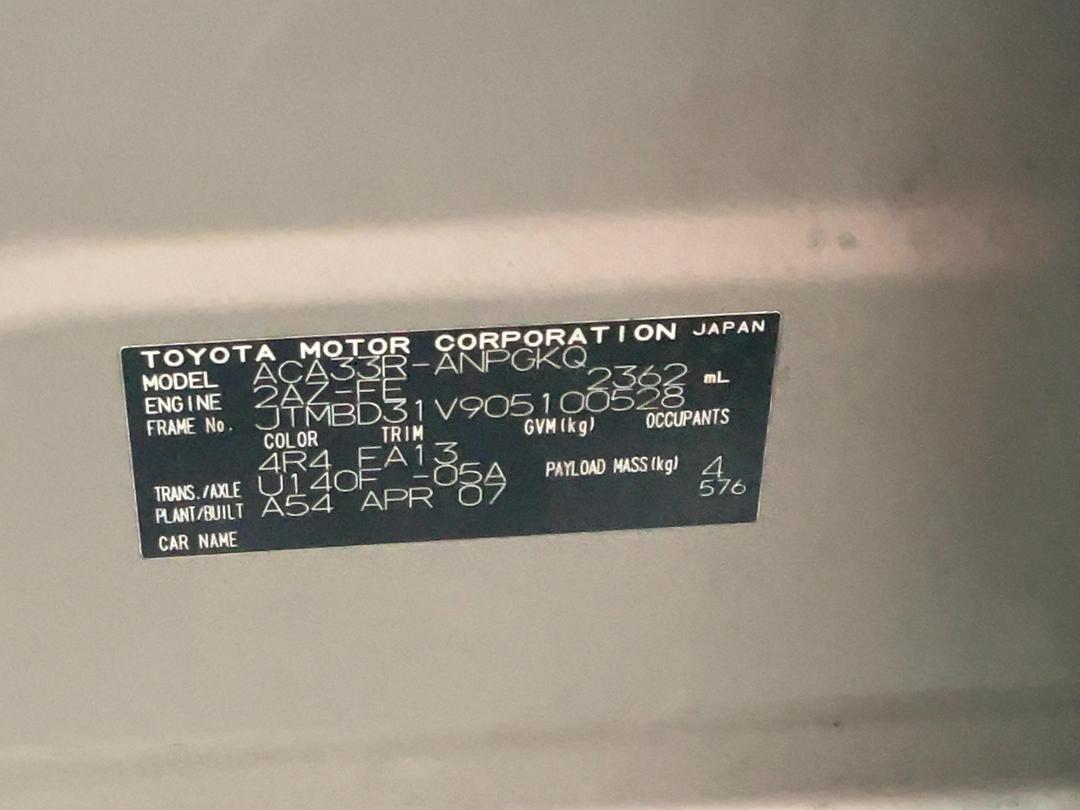 TOYOTA MOTOR CORPORATION JAPAN
MODEL ACA33R-ANPGKQ
ENGINE 2AZ-FE 2362 mL
FRAME No. JTMBD31V905100528
COLOR TRIM GVM(kg) OCCUPANTS
4R4 FA13
TRANS./AXLE U140F -05A PAYLOAD MASS(kg) 4
PLANT/BUILT A54 APR 07 576
CAR NAME